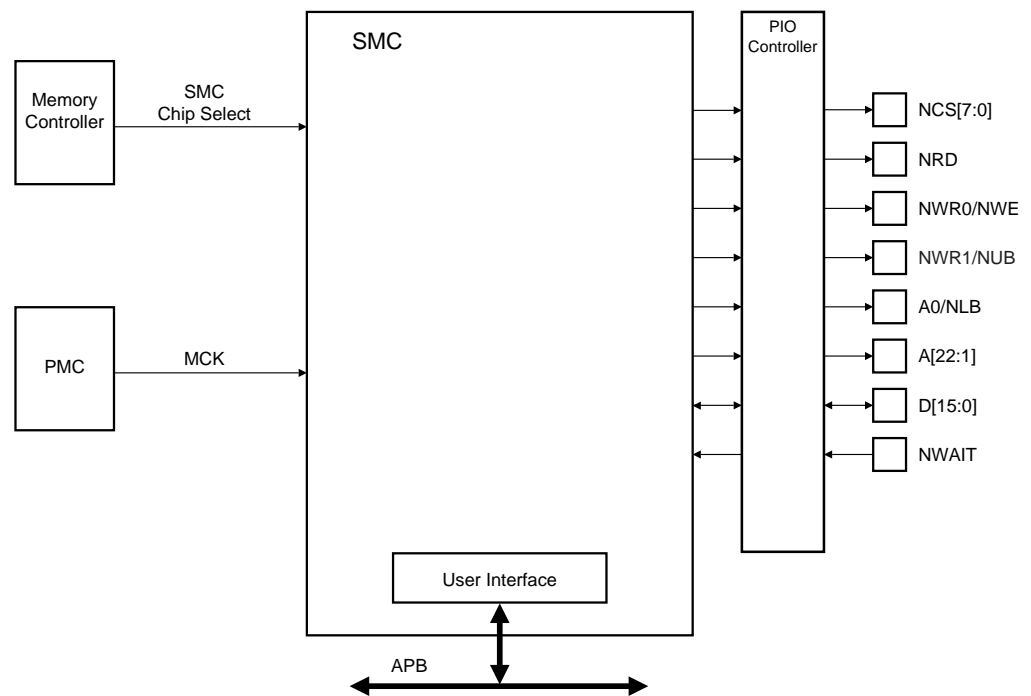 SMC
PIO
Controller
Memory
Controller
SMC
Chip Select
NCS[7:0]
NRD
NWR0/NWE
NWR1/NUB
A0/NLB
PMC
MCK
A[22:1]
D[15:0]
NWAIT
User Interface
APB